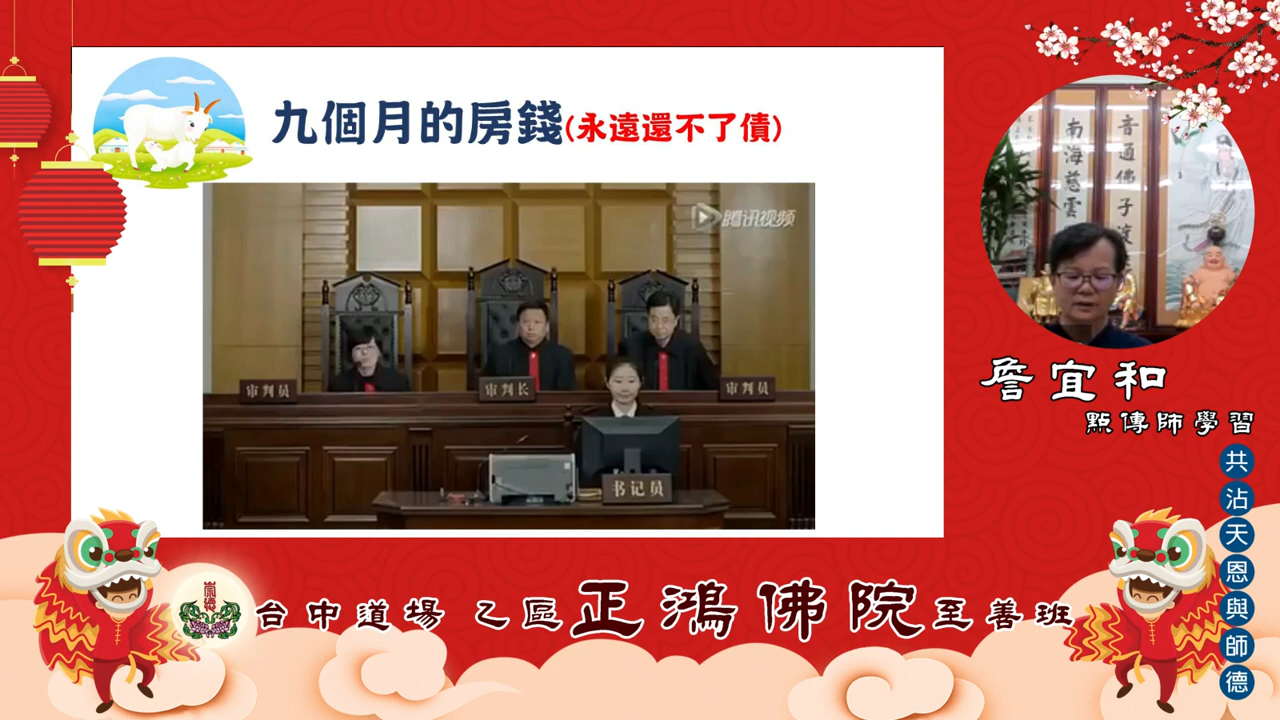 九個月的房錢(永遠還不了債)
腾讯视频
审判员
审判长
审判员
书记员
音通佛子渡
南海慈雲
詹宜和
點傳師學習
共沾天恩與師德
崇德
台中道場 乙區正鴻佛院至善班